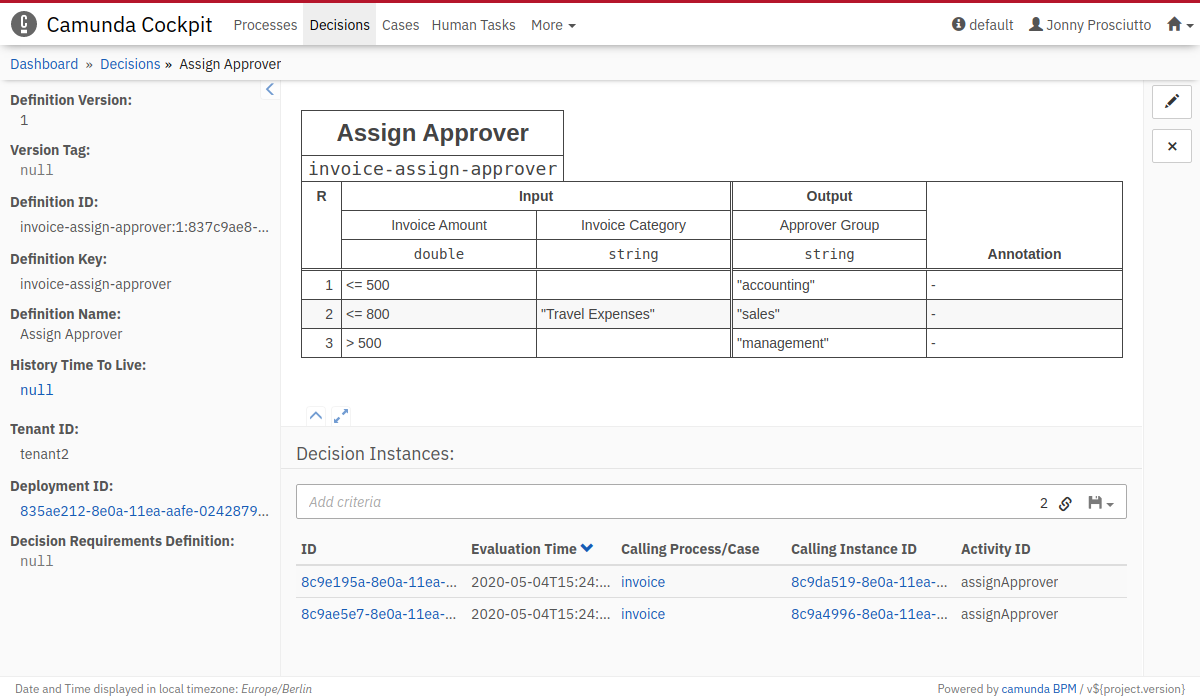 Camunda Cockpit Processes Decisions Cases Human Tasks More default Jonny Prosciutto
Dashboard » Decisions » Assign Approver
Definition Version:
1
Version Tag:
null
Definition ID:
invoice-assign-approver:1:837c9ae8-...
Definition Key:
invoice-assign-approver
Definition Name:
Assign Approver
History Time To Live:
null
Tenant ID:
tenant2
Deployment ID:
835ae212-8e0a-11ea-aafe-0242879...
Decision Requirements Definition:
null
Assign Approver
invoice-assign-approver
R Input Output
Invoice Amount Invoice Category Approver Group
double string string Annotation
1 <= 500 "accounting" -
2 <= 800 "Travel Expenses" "sales" -
3 > 500 "management" -
Decision Instances:
Add criteria 2
ID Evaluation Time Calling Process/Case Calling Instance ID Activity ID
8c9e195a-8e0a-11ea-... 2020-05-04T15:24:... invoice 8c9da519-8e0a-11ea-... assignApprover
8c9ae5e7-8e0a-11ea-... 2020-05-04T15:24:... invoice 8c9a4996-8e0a-11ea-... assignApprover
Date and Time displayed in local timezone: Europe/Berlin Powered by camunda BPM / v${project.version}